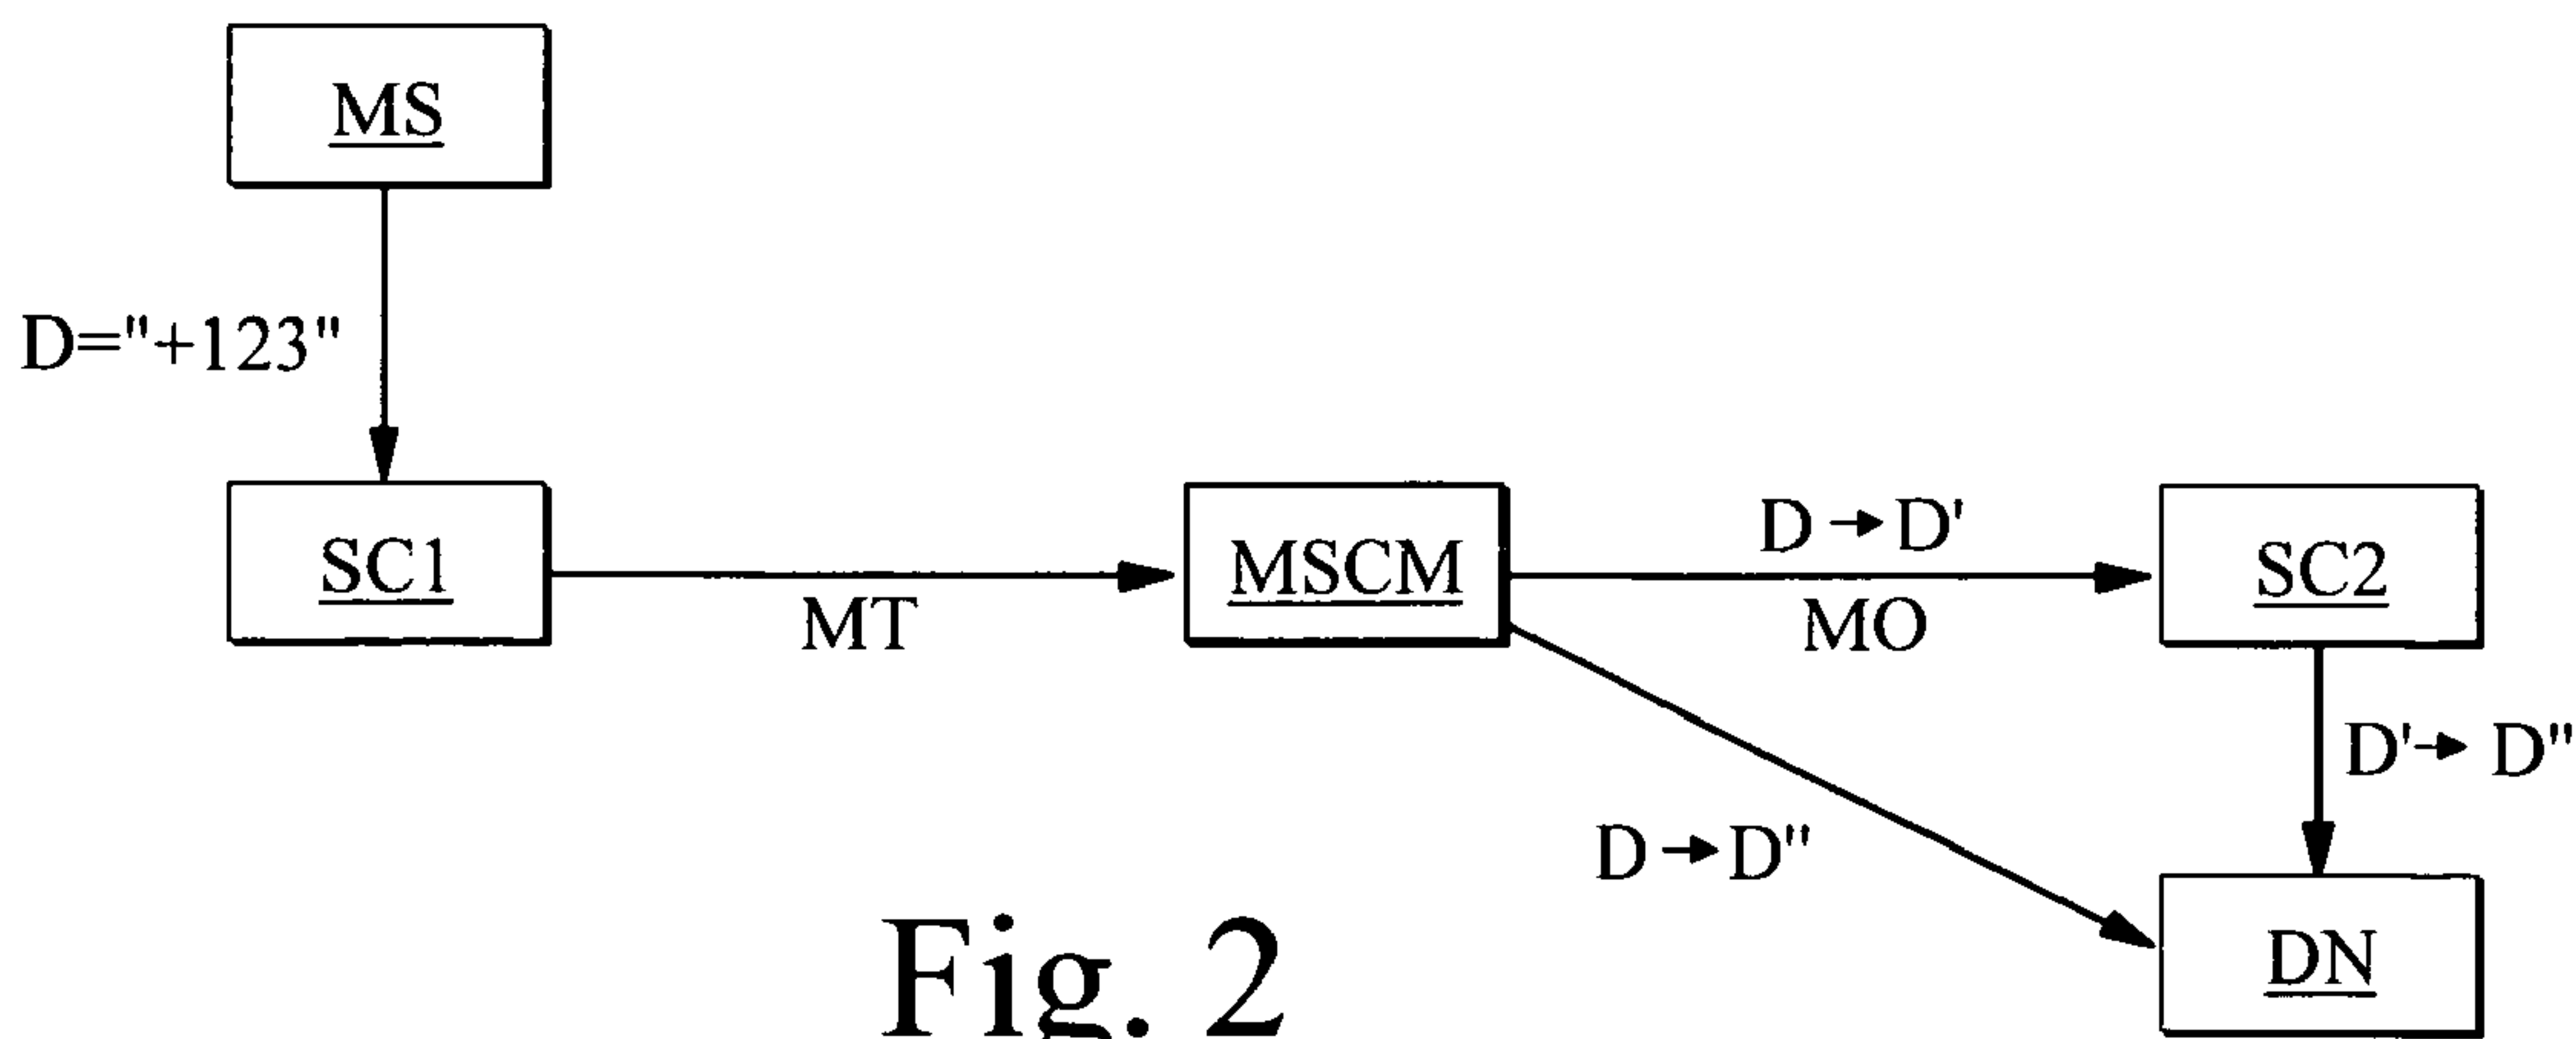 MS
D="+123"
SC1
MT
MSCM
D → D'
MO
SC2
D'→ D"
D → D"
DN
Fig. 2